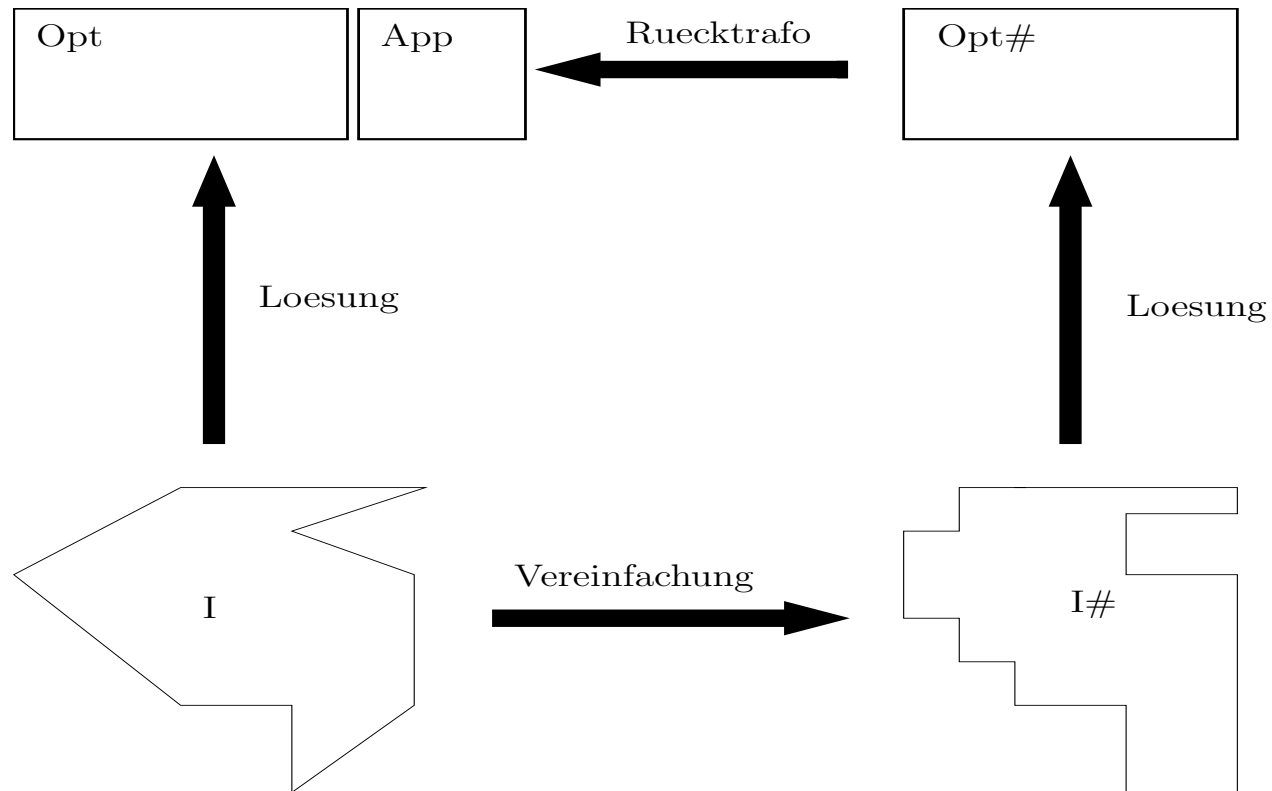 Opt
App
Ruecktrafo
Opt#
Loesung
Loesung
Vereinfachung
I
I#